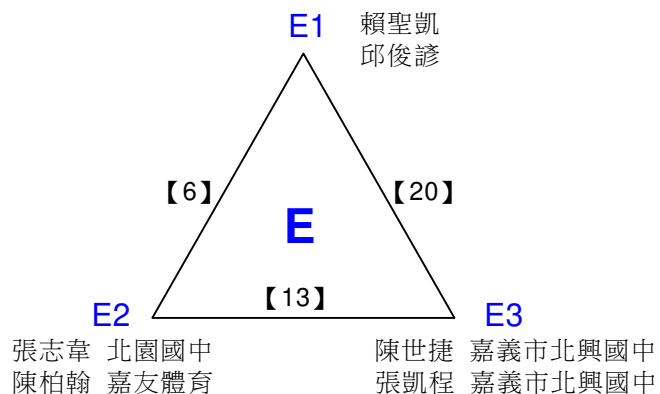 E1 賴聖凱
邱俊諺
【6】
【20】
E
【13】
E2
E3
張志韋 北園國中
陳世捷 嘉義市北興國中
陳柏翰 嘉友體育
張凱程 嘉義市北興國中